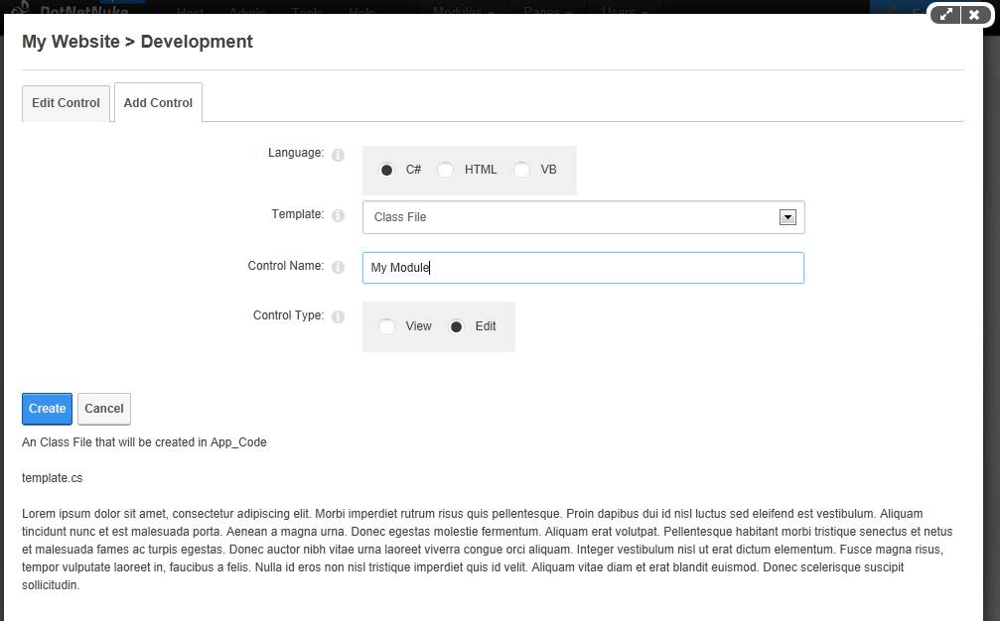 DotNetNuke Host Admin Tools Help Modules Pages Users
My Website > Development
Edit Control Add Control
Language: C# HTML VB
Template: Class File
Control Name: My Module
Control Type: View Edit
Create Cancel
An Class File that will be created in App_Code
template.cs
Lorem ipsum dolor sit amet, consectetur adipiscing elit. Morbi imperdiet rutrum risus quis pellentesque. Proin dapibus dui id nisl luctus sed eleifend est vestibulum. Aliquam
tincidunt nunc et est malesuada porta. Aenean a magna urna. Donec egestas molestie fermentum. Aliquam erat volutpat. Pellentesque habitant morbi tristique senectus et netus
et malesuada fames ac turpis egestas. Donec auctor nibh vitae urna laoreet viverra congue orci aliquam. Integer vestibulum nisl ut erat dictum elementum. Fusce magna risus,
tempor vulputate laoreet in, faucibus a felis. Nulla id eros non nisl tristique imperdiet quis id velit. Aliquam vitae diam et erat blandit euismod. Donec scelerisque suscipit
sollicitudin.